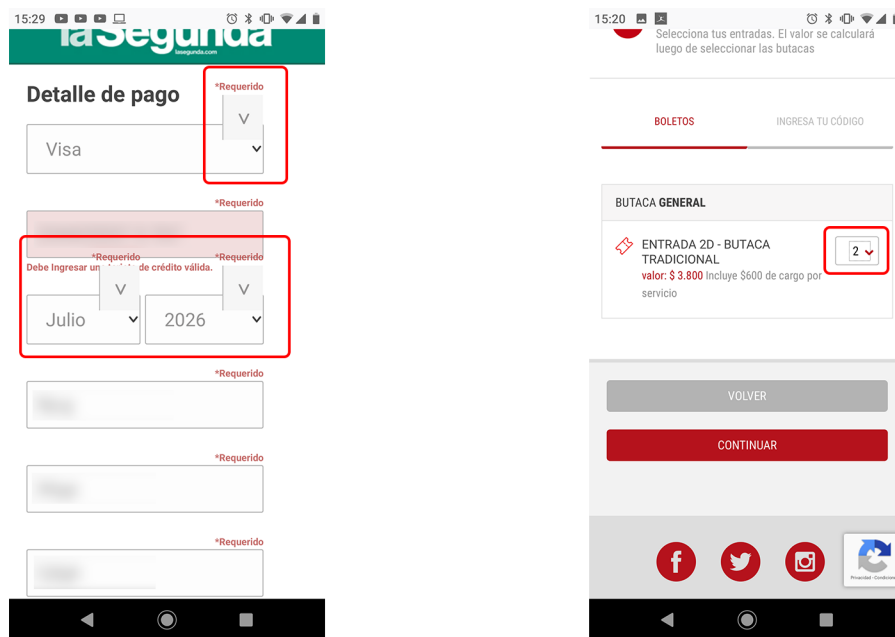 15:29
laSegunda
lasegunda.com
Detalle de pago
*Requerido
V
Visa
*Requerido
*Requerido
*Requerido
Debe Ingresar un
de crédito válida.
V
V
Julio
2026
*Requerido
*Requerido
*Requerido
15:20
Selecciona tus entradas. El valor se calculará
luego de seleccionar las butacas
BOLETOS
INGRESA TU CÓDIGO
BUTACA GENERAL
ENTRADA 2D - BUTACA
TRADICIONAL
2
valor: $ 3.800 Incluye $600 de cargo por
servicio
VOLVER
CONTINUAR